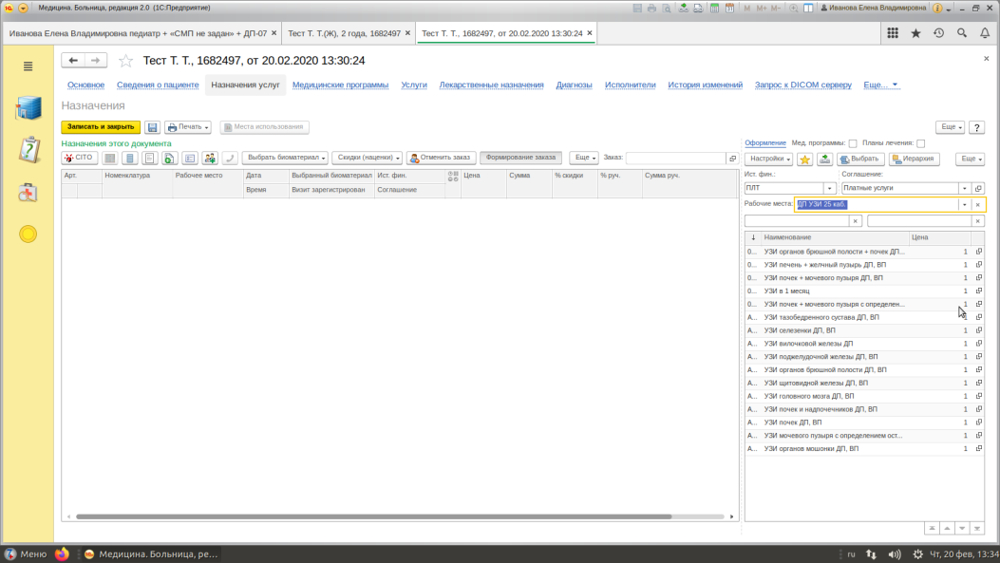 Медицина. Больница, редакция 2.0 (1С:Предприятие)
M M+ M-
Иванова Елена Владимировна
Иванова Елена Владимировна педиатр + «СМП не задан» + ДП-07 ×
Тест Т. Т.(Ж), 2 года, 1682497 ×
Тест Т. Т., 1682497, от 20.02.2020 13:30:24 ×
Тест Т. Т., 1682497, от 20.02.2020 13:30:24
Основное Сведения о пациенте Назначения услуг Медицинские программы Услуги Лекарственные назначения Диагнозы Исполнители История изменений Запрос к DICOM серверу Еще...
Назначения
Записать и закрыть Печать Места использования Еще ?
Назначения этого документа
CITO Выбрать биоматериал Скидки (наценки) Отменить заказ Формирование заказа Еще Заказ:
Арт. Номенклатура Рабочее место Дата Выбранный биоматериал Ист. фин. Цена Сумма % скидки % руч. Сумма руч.
Время Визит зарегистрирован Соглашение
Оформление Мед. программы: Планы лечения:
Настройки Выбрать Иерархия Еще
Ист. фин.: Соглашение:
ПЛТ Платные услуги
Рабочие места: ДП УЗИ 25 каб.
↓ Наименование Цена
0... УЗИ органов брюшной полости + почек ДП... 1
0... УЗИ печень + желчный пузырь ДП, ВП 1
0... УЗИ почек + мочевого пузыря ДП, ВП 1
0... УЗИ в 1 месяц 1
0... УЗИ почек + мочевого пузыря с определен... 1
А... УЗИ тазобедренного сустава ДП, ВП 1
А... УЗИ селезенки ДП, ВП 1
А... УЗИ вилочковой железы ДП 1
А... УЗИ поджелудочной железы ДП, ВП 1
А... УЗИ органов брюшной полости ДП, ВП 1
А... УЗИ щитовидной железы ДП, ВП 1
А... УЗИ головного мозга ДП, ВП 1
А... УЗИ почек и надпочечников ДП, ВП 1
А... УЗИ почек ДП, ВП 1
А... УЗИ мочевого пузыря с определением ост... 1
А... УЗИ органов мошонки ДП, ВП 1
Меню Медицина. Больница, ре... ru Чт, 20 фев, 13:34